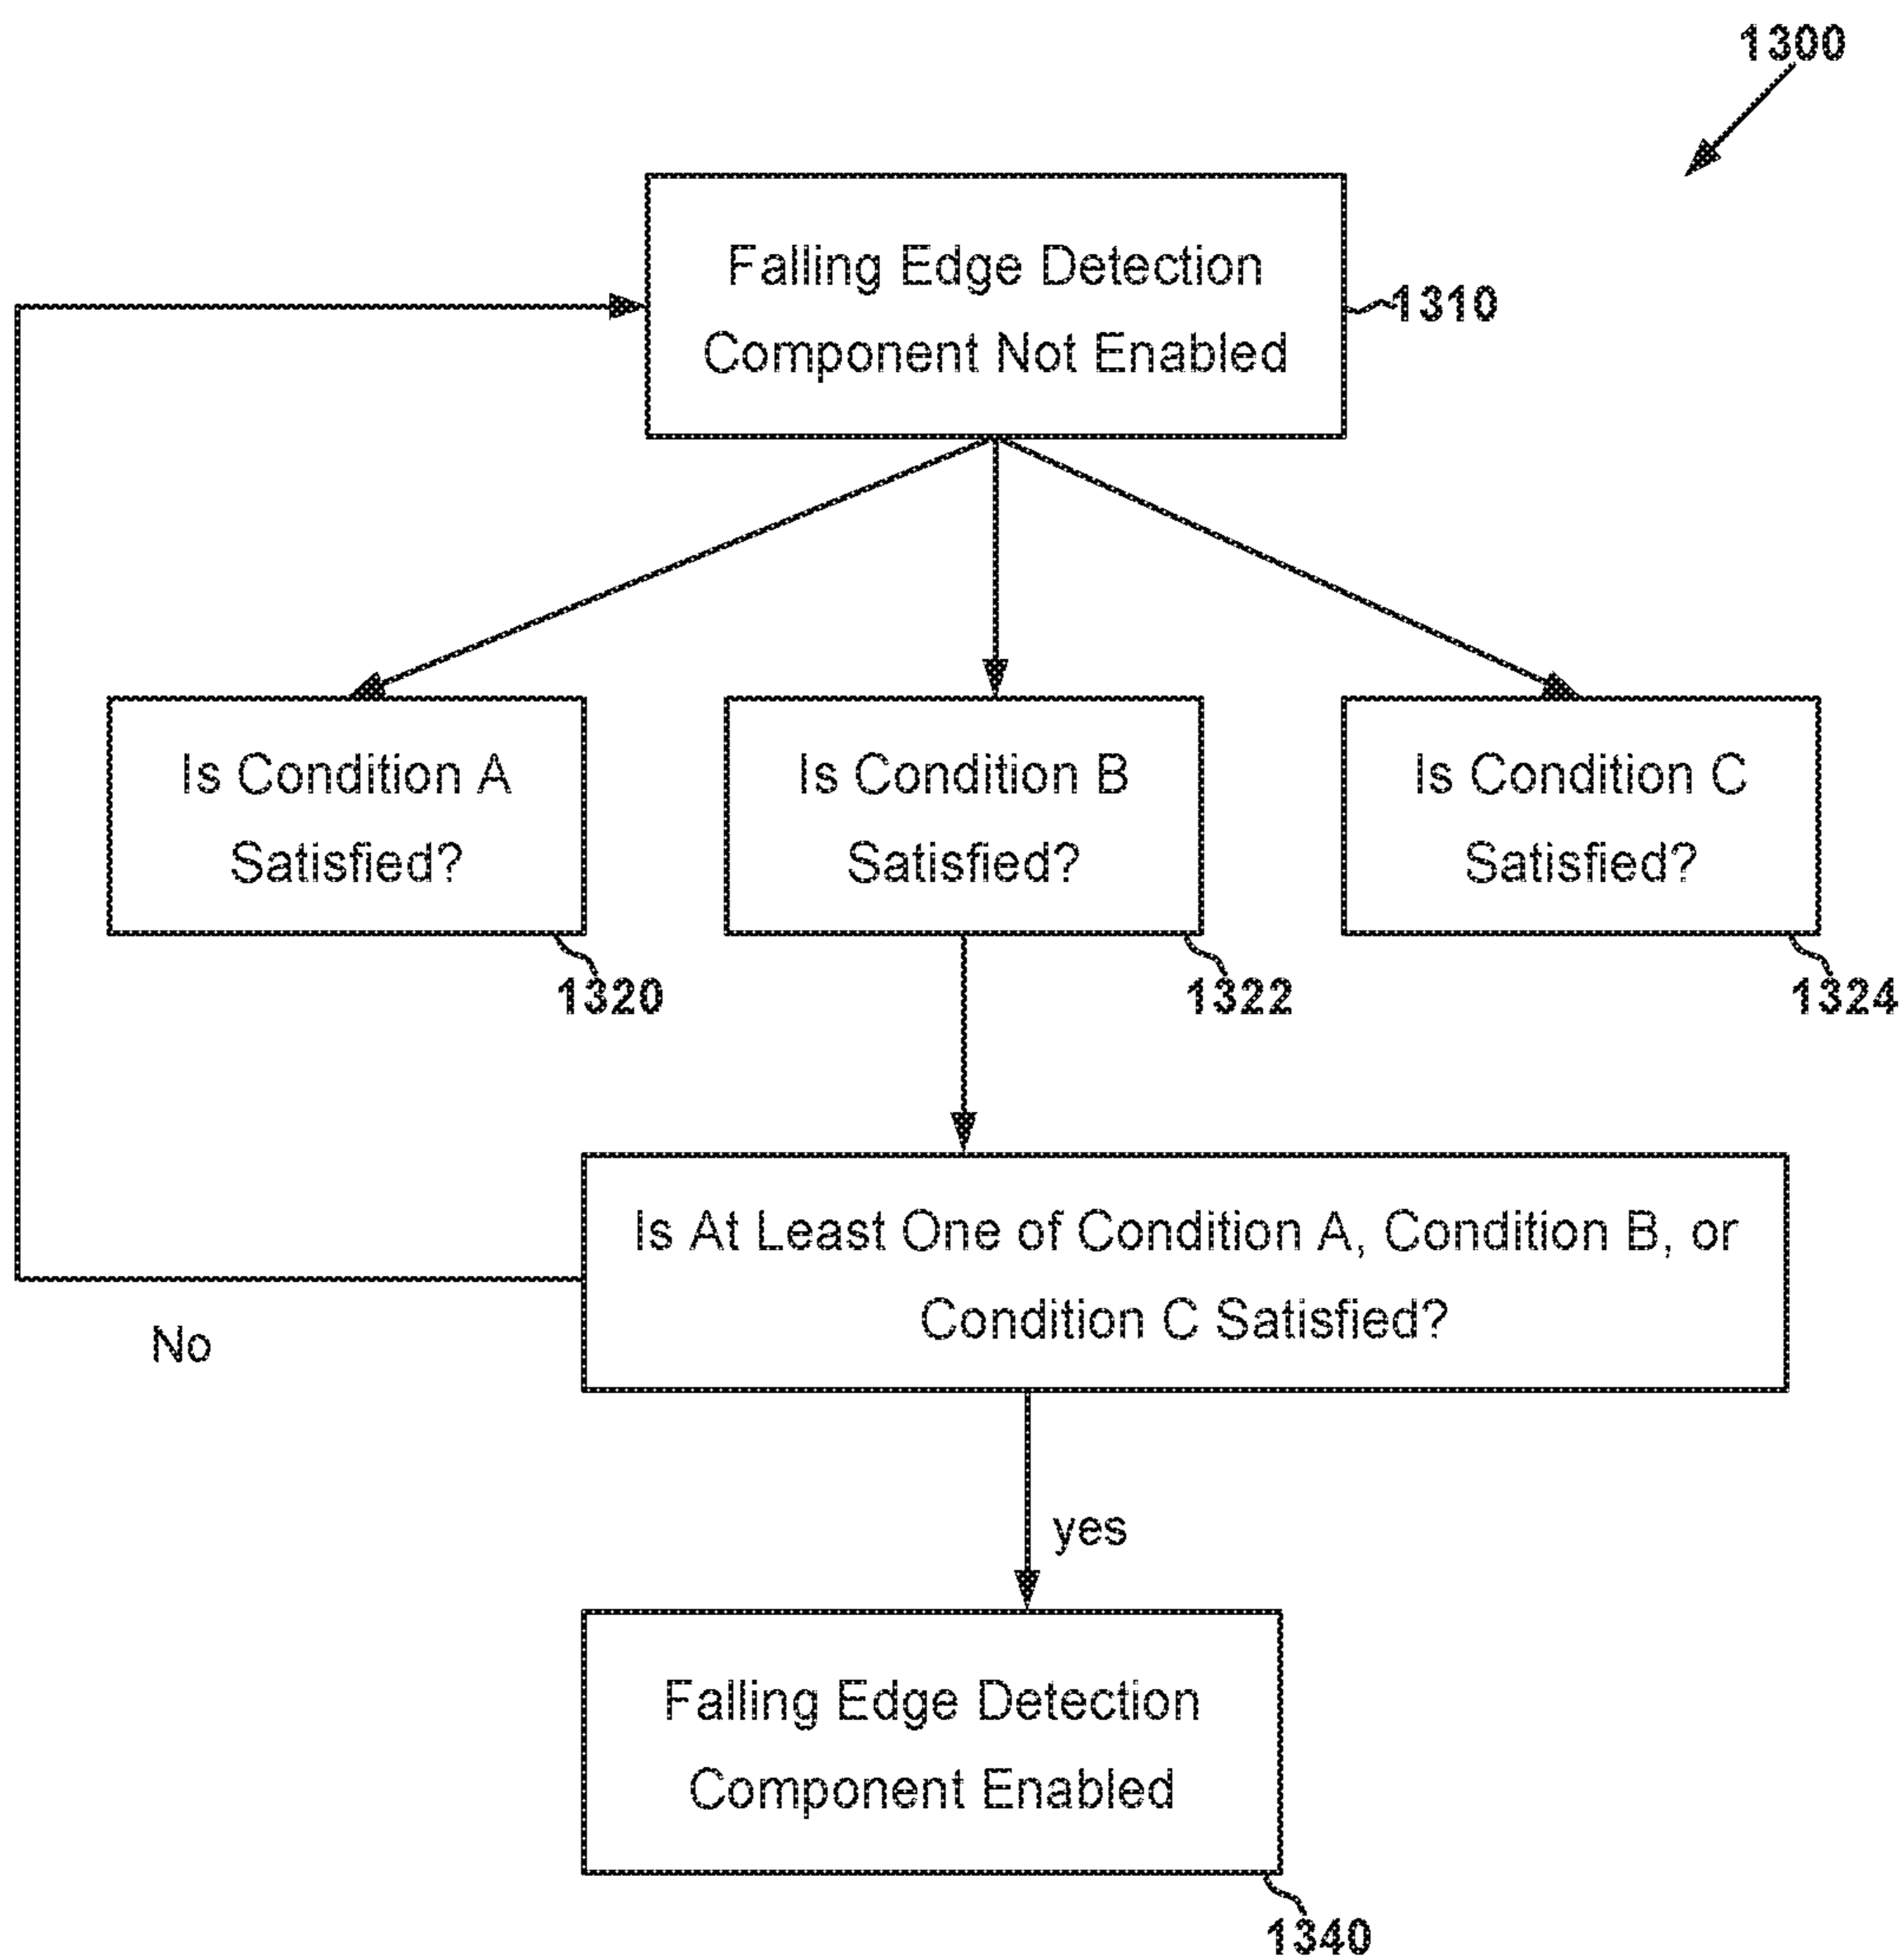 1300
Falling Edge Detection
Component Not Enabled
1310
Is Condition A
Satisfied?
1320
Is Condition B
Satisfied?
1322
Is Condition C
Satisfied?
1324
Is At Least One of Condition A, Condition B, or
Condition C Satisfied?
No
yes
Falling Edge Detection
Component Enabled
1340